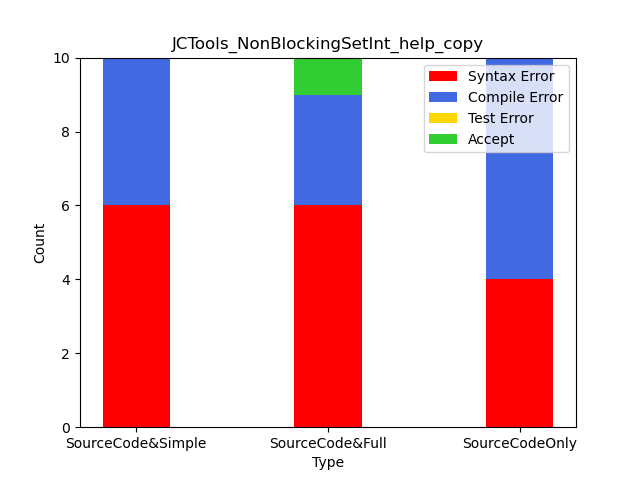 JCTools_NonBlockingSetInt_help_copy
10
8
6
4
2
0
Count
Syntax Error
Compile Error
Test Error
Accept
SourceCode&Simple
SourceCode&Full
SourceCodeOnly
Type